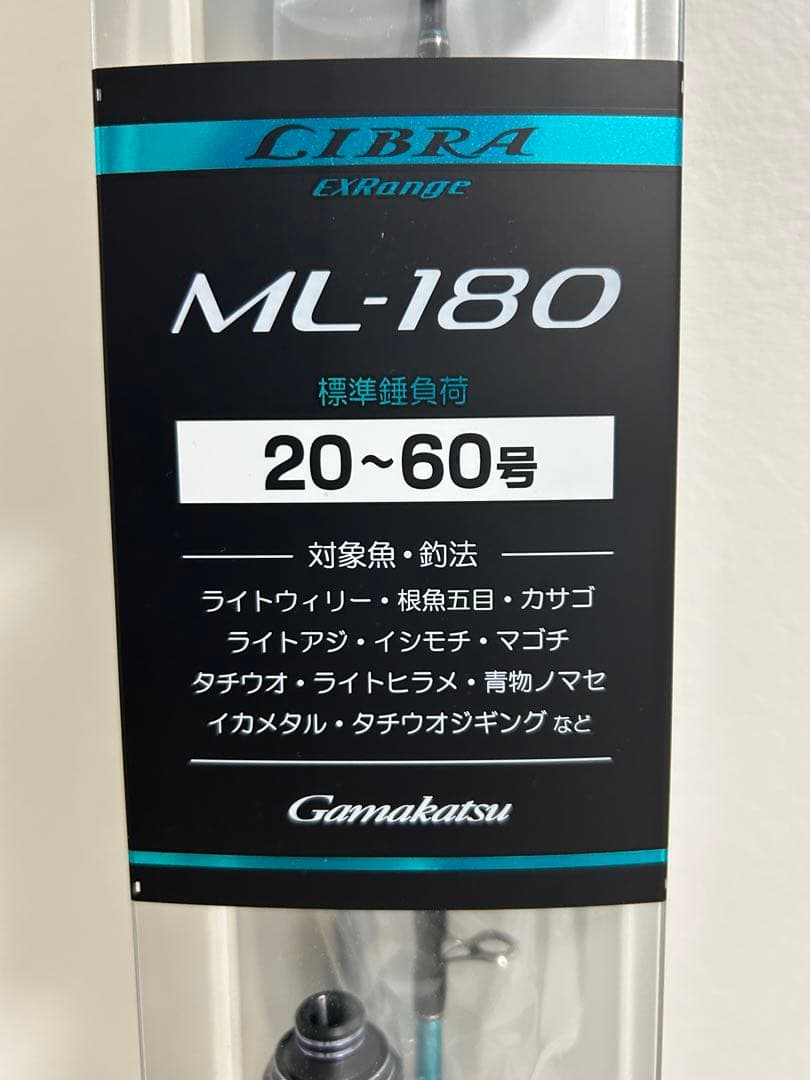 LIBRA
EXRange
ML-180
標準錘負荷
20~60号
対象魚・釣法
ライトウィリー・根魚五目・カサゴ
ライトアジ・イシモチ・マゴチ
タチウオ・ライトヒラメ・青物ノマセ
イカメタル・タチウオジギング など
Gamakatsu